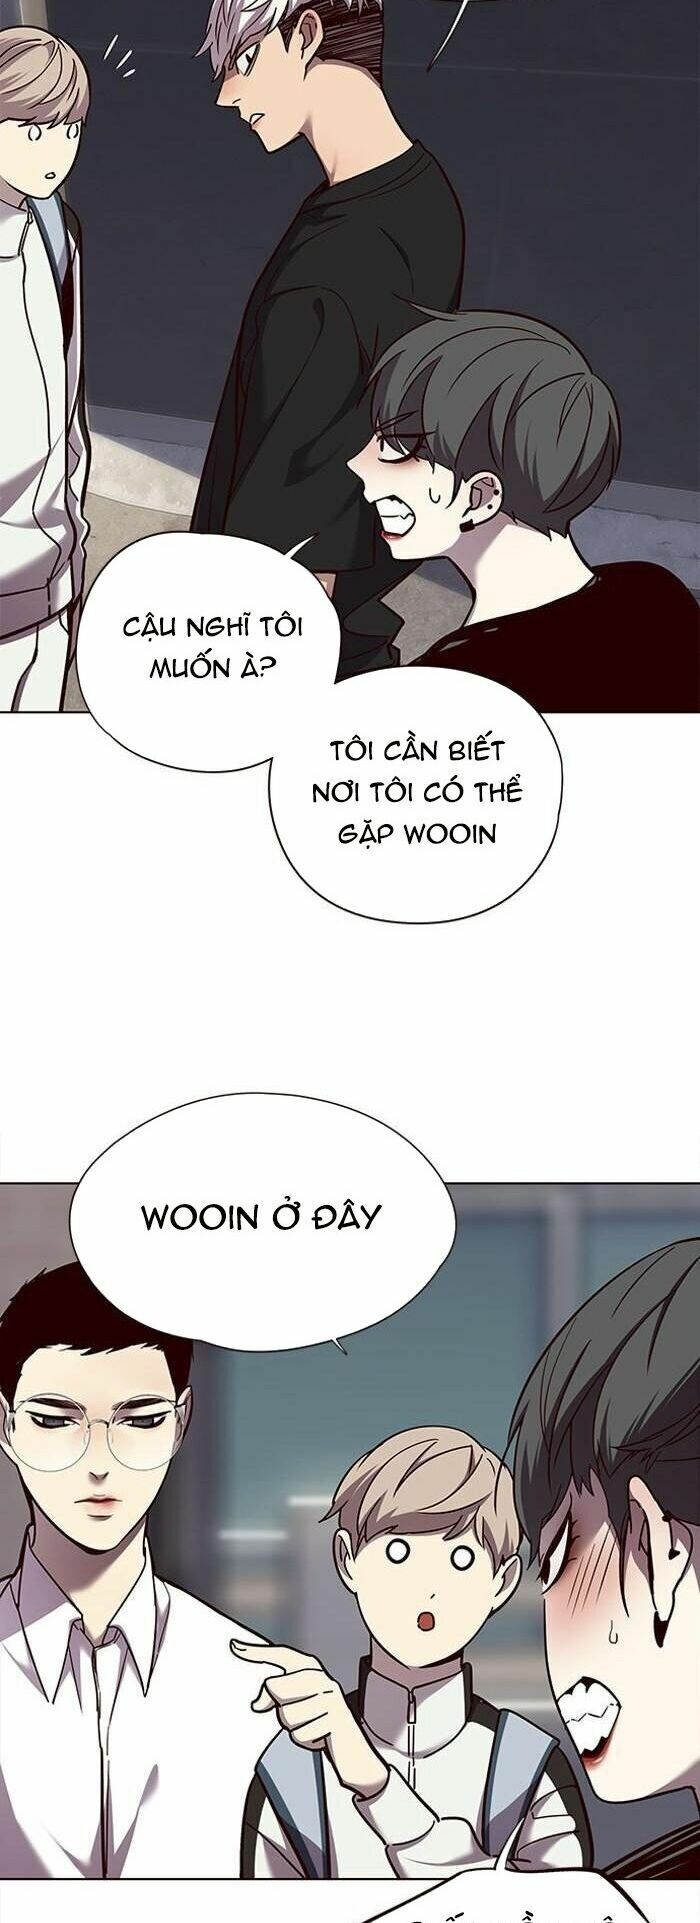 CẬU NGHĨ TÔI
MUỐN À?
TÔI CẦN BIẾT
NƠI TÔI CÓ THỂ
GẶP WOOIN
WOOIN Ở ĐÂY